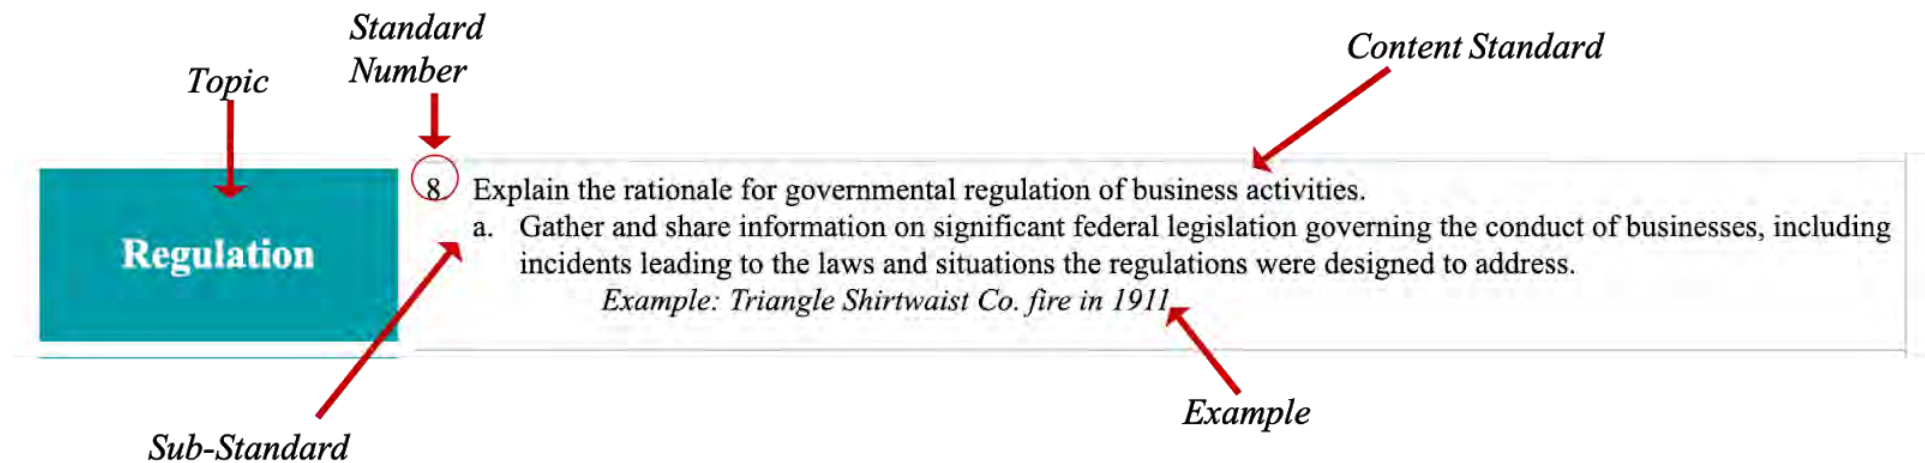 Standard
Number
Content Standard
Topic
Regulation
8. Explain the rationale for governmental regulation of business activities.
a. Gather and share information on significant federal legislation governing the conduct of businesses, including
incidents leading to the laws and situations the regulations were designed to address.
Example: Triangle Shirtwaist Co. fire in 1911
Example
Sub-Standard